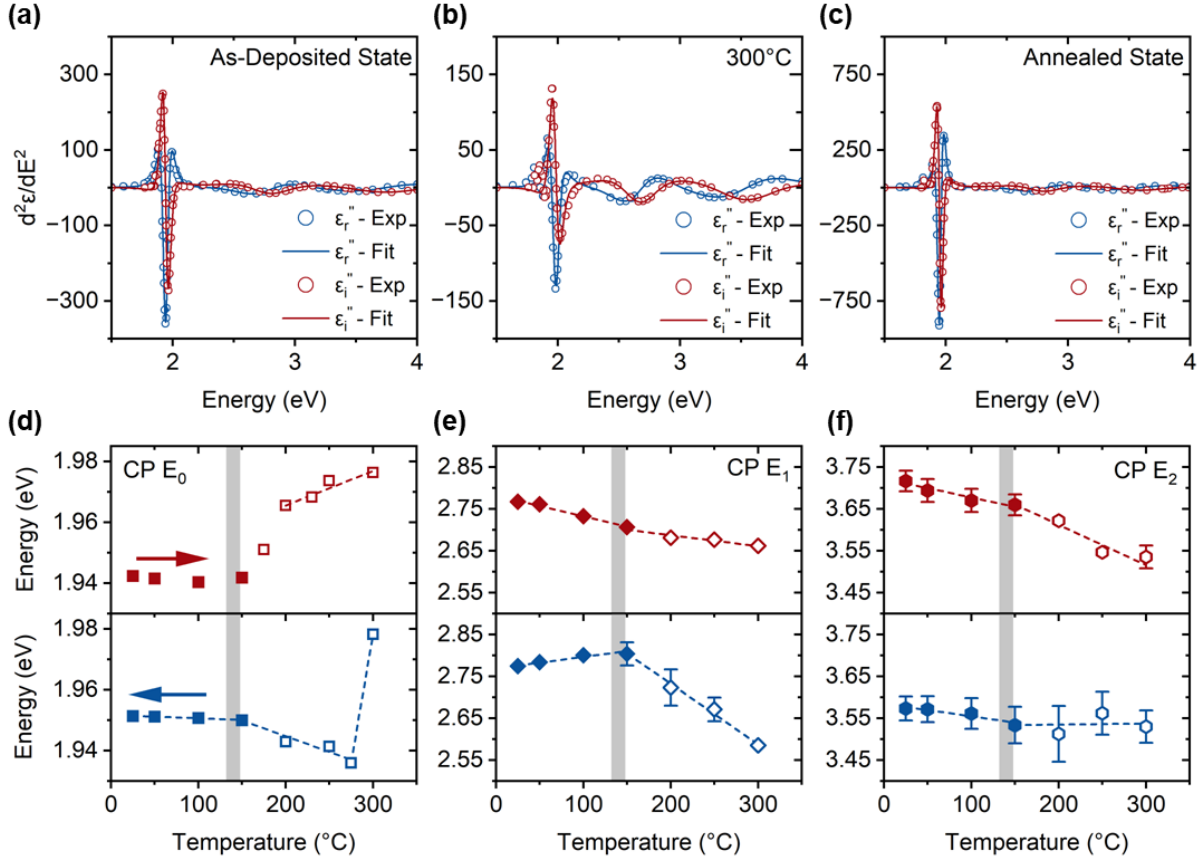 (a)
As-Deposited State
300
100
−100
−300
d²ε/dE²
εr" - Exp
εr" - Fit
εi" - Exp
εi" - Fit
2
3
4
Energy (eV)
(b)
300°C
150
50
−50
−150
εr" - Exp
εr" - Fit
εi" - Exp
εi" - Fit
2
3
4
Energy (eV)
(c)
Annealed State
750
250
−250
−750
εr" - Exp
εr" - Fit
εi" - Exp
εi" - Fit
2
3
4
Energy (eV)
(d)
CP E0
1.98
1.96
1.94
Energy (eV)
1.98
1.96
1.94
Energy (eV)
0
100
200
300
Temperature (°C)
(e)
CP E1
2.85
2.75
2.65
2.55
2.85
2.75
2.65
2.55
0
100
200
300
Temperature (°C)
(f)
CP E2
3.75
3.65
3.55
3.45
3.75
3.65
3.55
3.45
0
100
200
300
Temperature (°C)